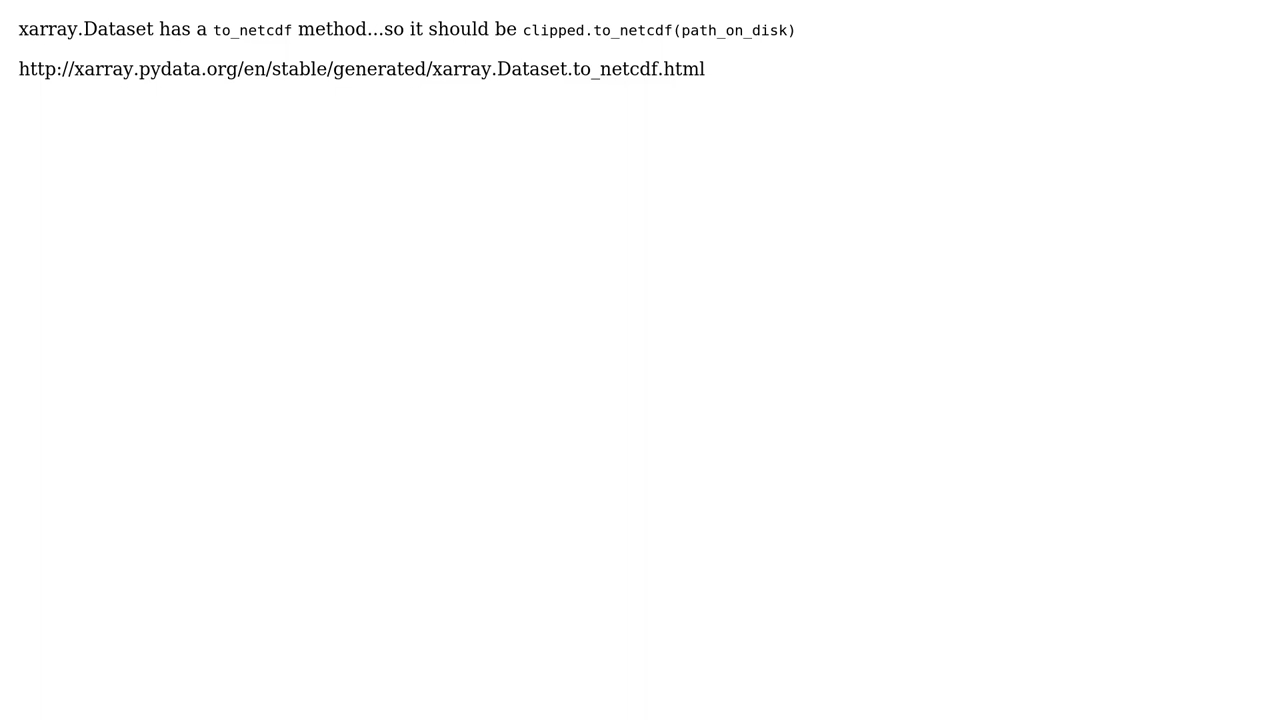 xarray.Dataset has a to_netcdf method...so it should be clipped.to_netcdf(path_on_disk)
http://xarray.pydata.org/en/stable/generated/xarray.Dataset.to_netcdf.html